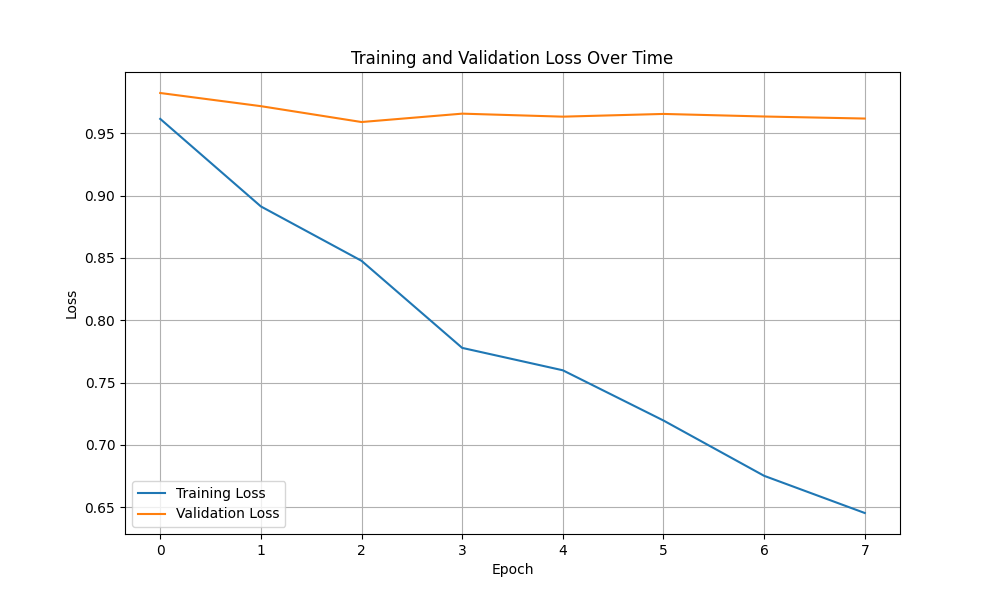 Training and Validation Loss Over Time
0.95
0.90
0.85
0.80
0.75
0.70
0.65
Loss
Training Loss
Validation Loss
0 1 2 3 4 5 6 7
Epoch